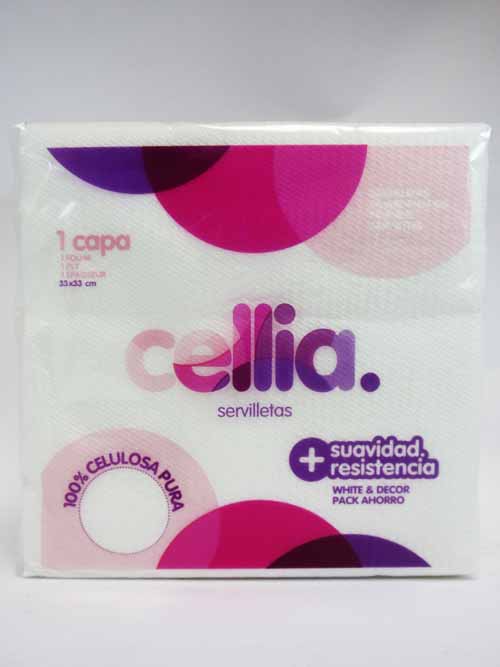 1 capa
1 FOLHA
1 PLY
1 ÉPAISSEUR
33x33 cm
cellia.
servilletas
100% CELULOSA PURA
+ suavidad.
resistencia
WHITE & DECOR
PACK AHORRO